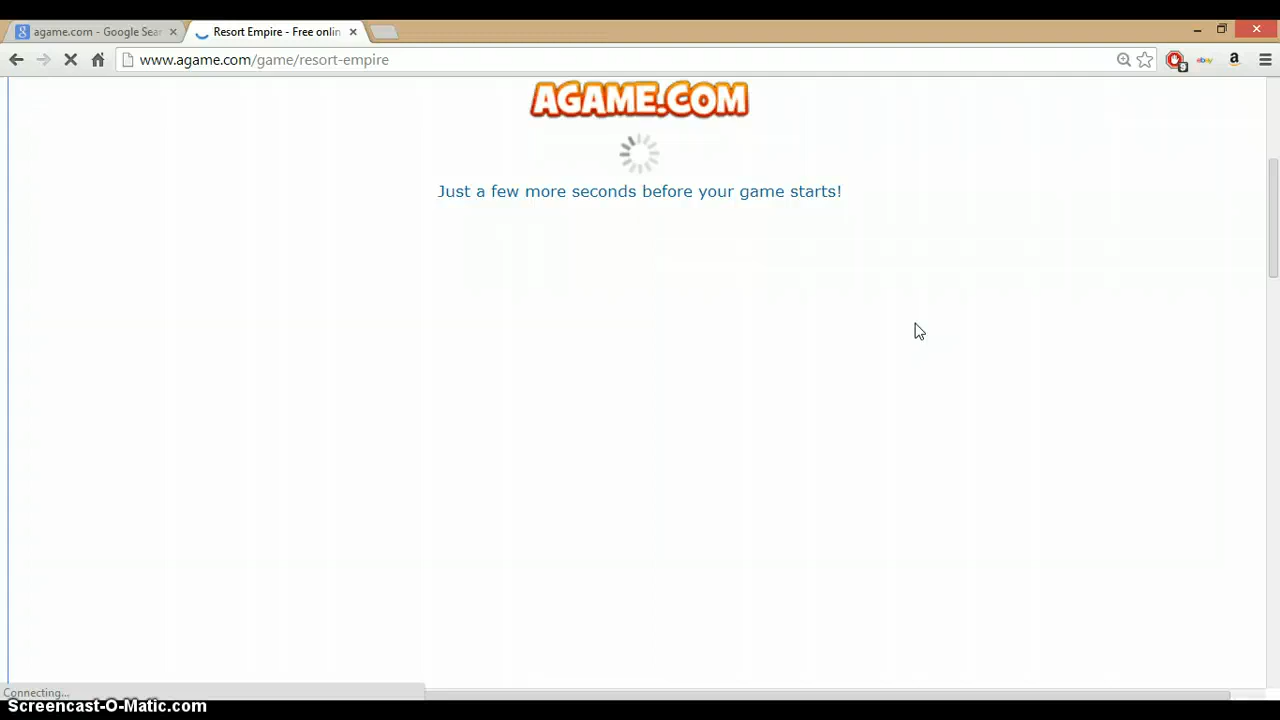 agame.com - Google Sear
Resort Empire - Free onlin
www.agame.com/game/resort-empire
ebay
a
AGAME.COM
Just a few more seconds before your game starts!
Connecting...
Screencast-O-Matic.com